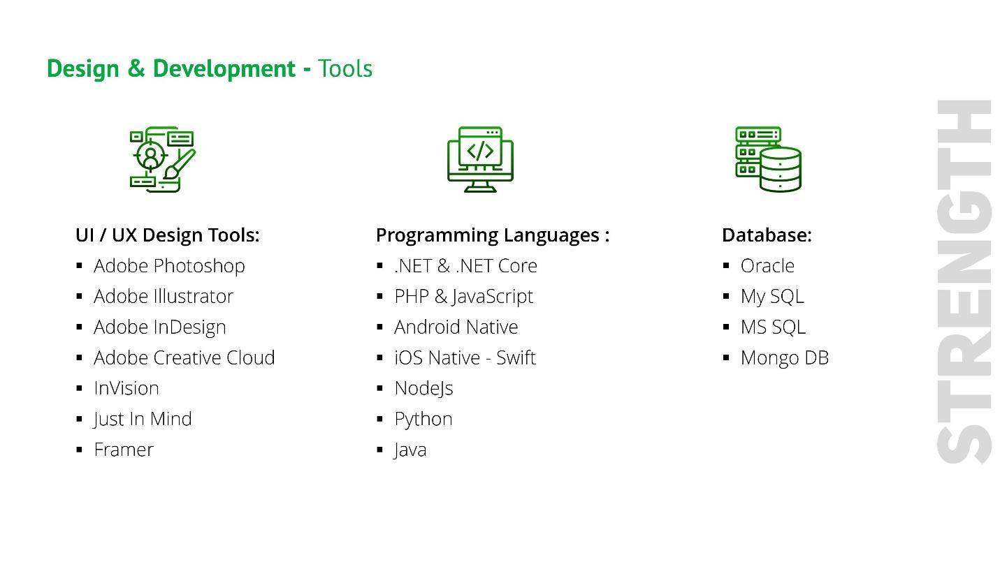 Design & Development - Tools
UI / UX Design Tools:
▪ Adobe Photoshop
▪ Adobe Illustrator
▪ Adobe InDesign
▪ Adobe Creative Cloud
▪ InVision
▪ Just In Mind
▪ Framer
Programming Languages :
▪ .NET & .NET Core
▪ PHP & JavaScript
▪ Android Native
▪ iOS Native - Swift
▪ NodeJs
▪ Python
▪ Java
Database:
▪ Oracle
▪ My SQL
▪ MS SQL
▪ Mongo DB
STRENGTH